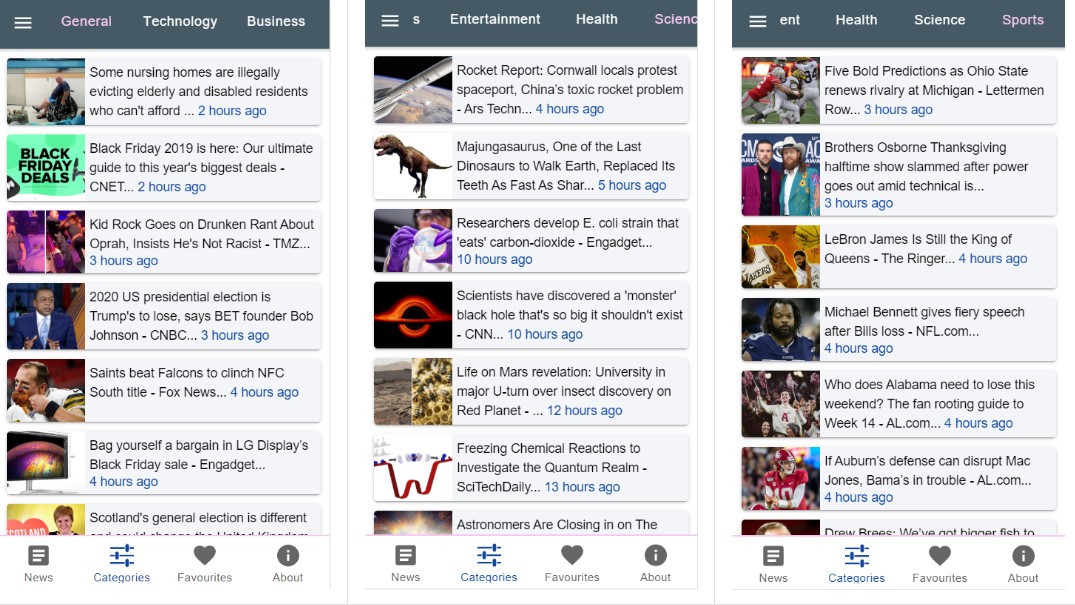 General Technology Business
Some nursing homes are illegally
evicting elderly and disabled residents
who can't afford ... 2 hours ago
BLACK
FRIDAY
DEALS
Black Friday 2019 is here: Our ultimate
guide to this year's biggest deals -
CNET... 2 hours ago
Kid Rock Goes on Drunken Rant About
Oprah, Insists He's Not Racist - TMZ...
3 hours ago
2020 US presidential election is
Trump's to lose, says BET founder Bob
Johnson - CNBC... 3 hours ago
Saints beat Falcons to clinch NFC
South title - Fox News... 4 hours ago
Bag yourself a bargain in LG Display's
Black Friday sale - Engadget...
4 hours ago
Scotland's general election is different
and could change the United Kingdom
News Categories Favourites About
s Entertainment Health Scienc
Rocket Report: Cornwall locals protest
spaceport, China's toxic rocket problem
- Ars Techn... 4 hours ago
Majungasaurus, One of the Last
Dinosaurs to Walk Earth, Replaced Its
Teeth As Fast As Shar... 5 hours ago
Researchers develop E. coli strain that
'eats' carbon-dioxide - Engadget...
10 hours ago
Scientists have discovered a 'monster'
black hole that's so big it shouldn't exist
- CNN... 10 hours ago
Life on Mars revelation: University in
major U-turn over insect discovery on
Red Planet - ... 12 hours ago
Freezing Chemical Reactions to
Investigate the Quantum Realm -
SciTechDaily... 13 hours ago
Astronomers Are Closing in on The
News Categories Favourites About
ent Health Science Sports
Five Bold Predictions as Ohio State
renews rivalry at Michigan - Lettermen
Row... 3 hours ago
Brothers Osborne Thanksgiving
halftime show slammed after power
goes out amid technical is...
3 hours ago
LAKERS
LeBron James Is Still the King of
Queens - The Ringer... 4 hours ago
Michael Bennett gives fiery speech
after Bills loss - NFL.com...
4 hours ago
Who does Alabama need to lose this
weekend? The fan rooting guide to
Week 14 - AL.com... 4 hours ago
If Auburn's defense can disrupt Mac
Jones, Bama's in trouble - AL.com...
4 hours ago
Drew Brees: We've got bigger fish to
News Categories Favourites About